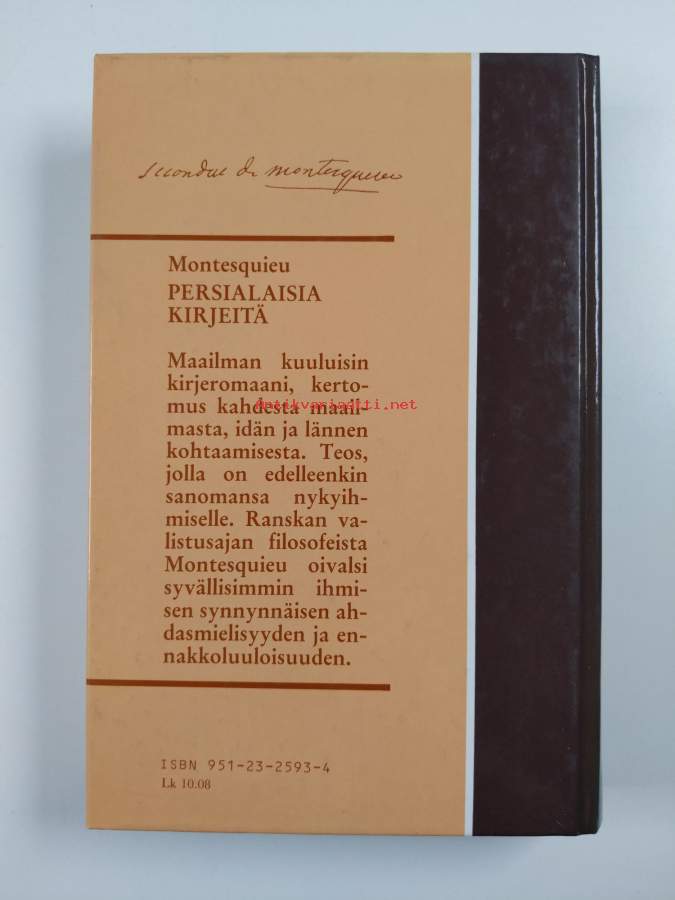 Secondat de Montesquieu
Montesquieu
PERSIALAISIA
KIRJEITÄ
Maailman kuuluisin
kirjeromaani, kerto-
mus kahdesta maail-
masta, idän ja lännen
kohtaamisesta. Teos,
jolla on edelleenkin
sanomansa nykyih-
miselle. Ranskan va-
listusajan filosofeista
Montesquieu oivalsi
syvällisimmin ihmi-
sen synnynnäisen ah-
dasmielisyyden ja en-
nakkoluuloisuuden.
ISBN 951-23-2593-4
Lk 10.08
Antikvariaatti.net